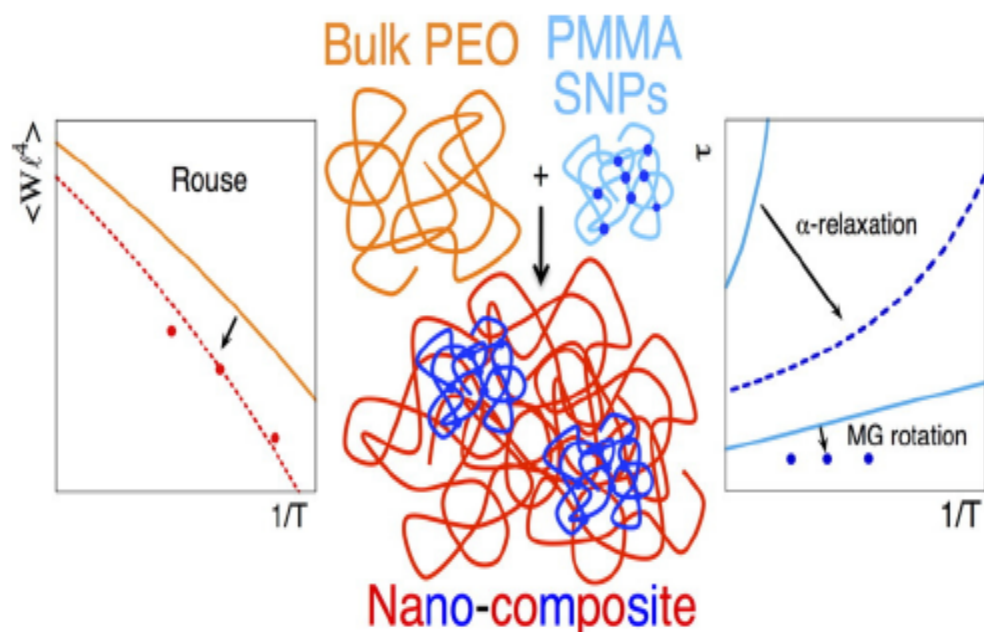 Bulk PEO
PMMA
SNPs
+
<Wℓ⁴>
Rouse
1/T
τ
α-relaxation
MG rotation
1/T
Nano-composite